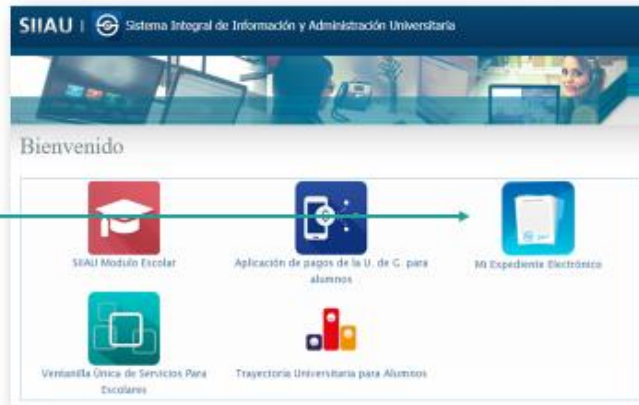 SIIAU | Sistema Integral de Información y Administración Universitaria
Bienvenido
SIIAU Modulo Escolar
Aplicación de pagos de la U. de G. para
alumnos
Mi Expediente Electrónico
Ventanilla Única de Servicios Para
Escolares
Trayectoria Universitaria para Alumnos